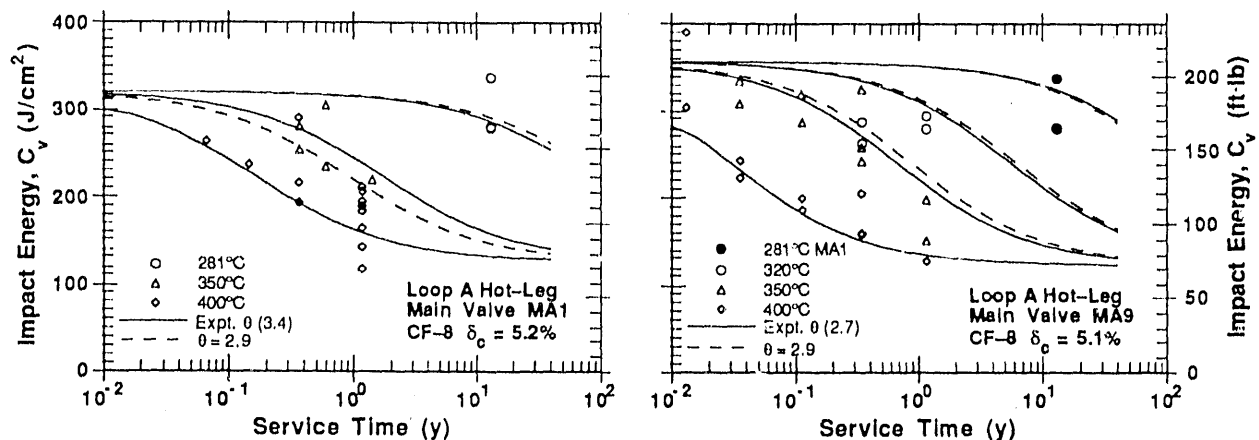 Impact Energy, Cv (J/cm²)
400
300
200
100
0
281°C
350°C
400°C
Expt. θ (3.4)
θ = 2.9
Loop A Hot–Leg
Main Valve MA1
CF–8 δc = 5.2%
10⁻²
10⁻¹
10⁰
10¹
10²
Service Time (y)
281°C MA1
320°C
350°C
400°C
Expt. θ (2.7)
θ = 2.9
Loop A Hot–Leg
Main Valve MA9
CF–8 δc = 5.1%
10⁻²
10⁻¹
10⁰
10¹
10²
Service Time (y)
200
150
100
50
0
Impact Energy, Cv (ft·lb)